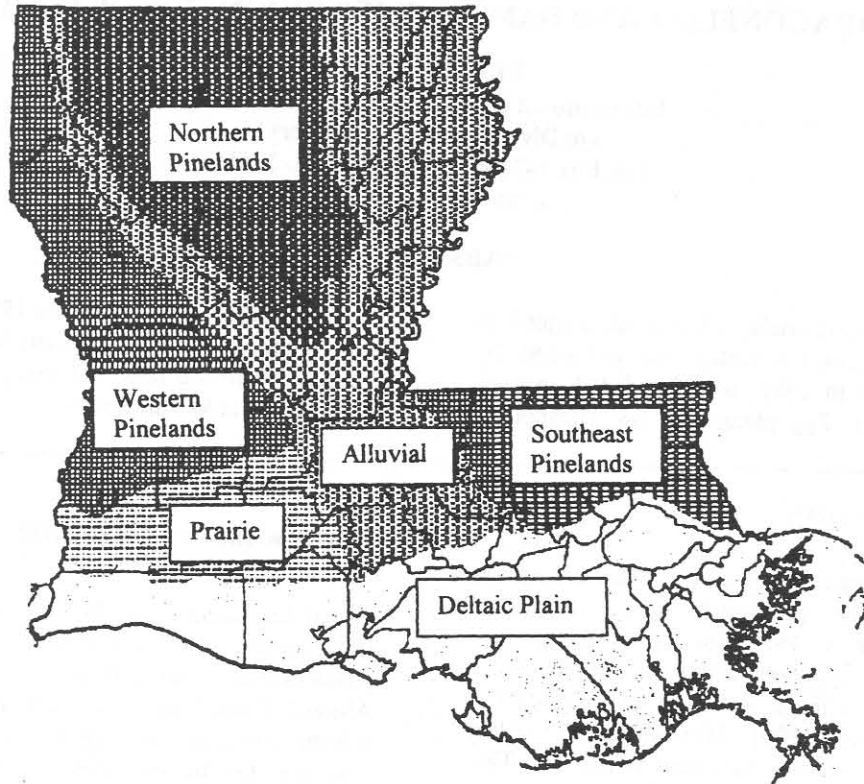 Northern
Pinelands
Western
Pinelands
Alluvial
Southeast
Pinelands
Prairie
Deltaic Plain